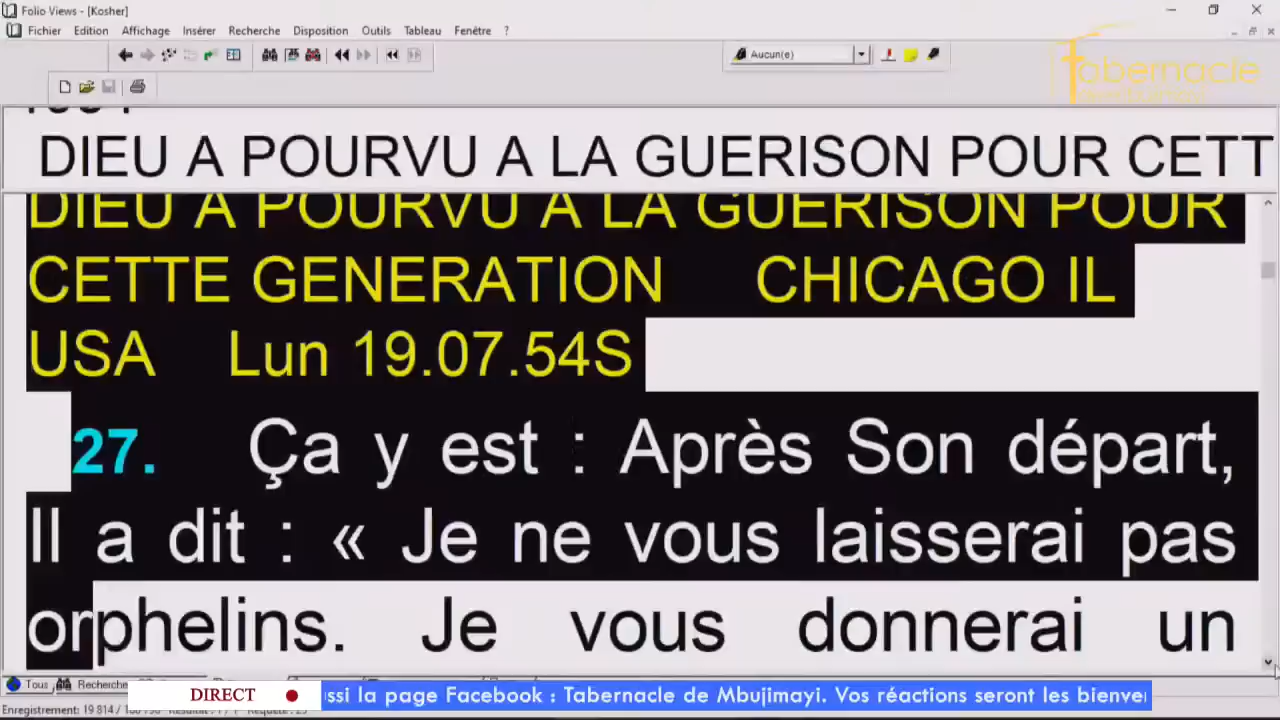 Folio Views - [Kosher]
Fichier Edition Affichage Insérer Recherche Disposition Outils Tableau Fenêtre ?
Aucun(e)
Tabernacle
DIEU A POURVU A LA GUERISON POUR CETT
DIEU A POURVU A LA GUERISON POUR
CETTE GENERATION CHICAGO IL
USA Lun 19.07.54S
27. Ça y est : Après Son départ,
Il a dit : « Je ne vous laisserai pas
orphelins. Je vous donnerai un
Tous Recherche
DIRECT ssi la page Facebook : Tabernacle de Mbujimayi. Vos réactions seront les bienve
Enregistrement: 19 814 /